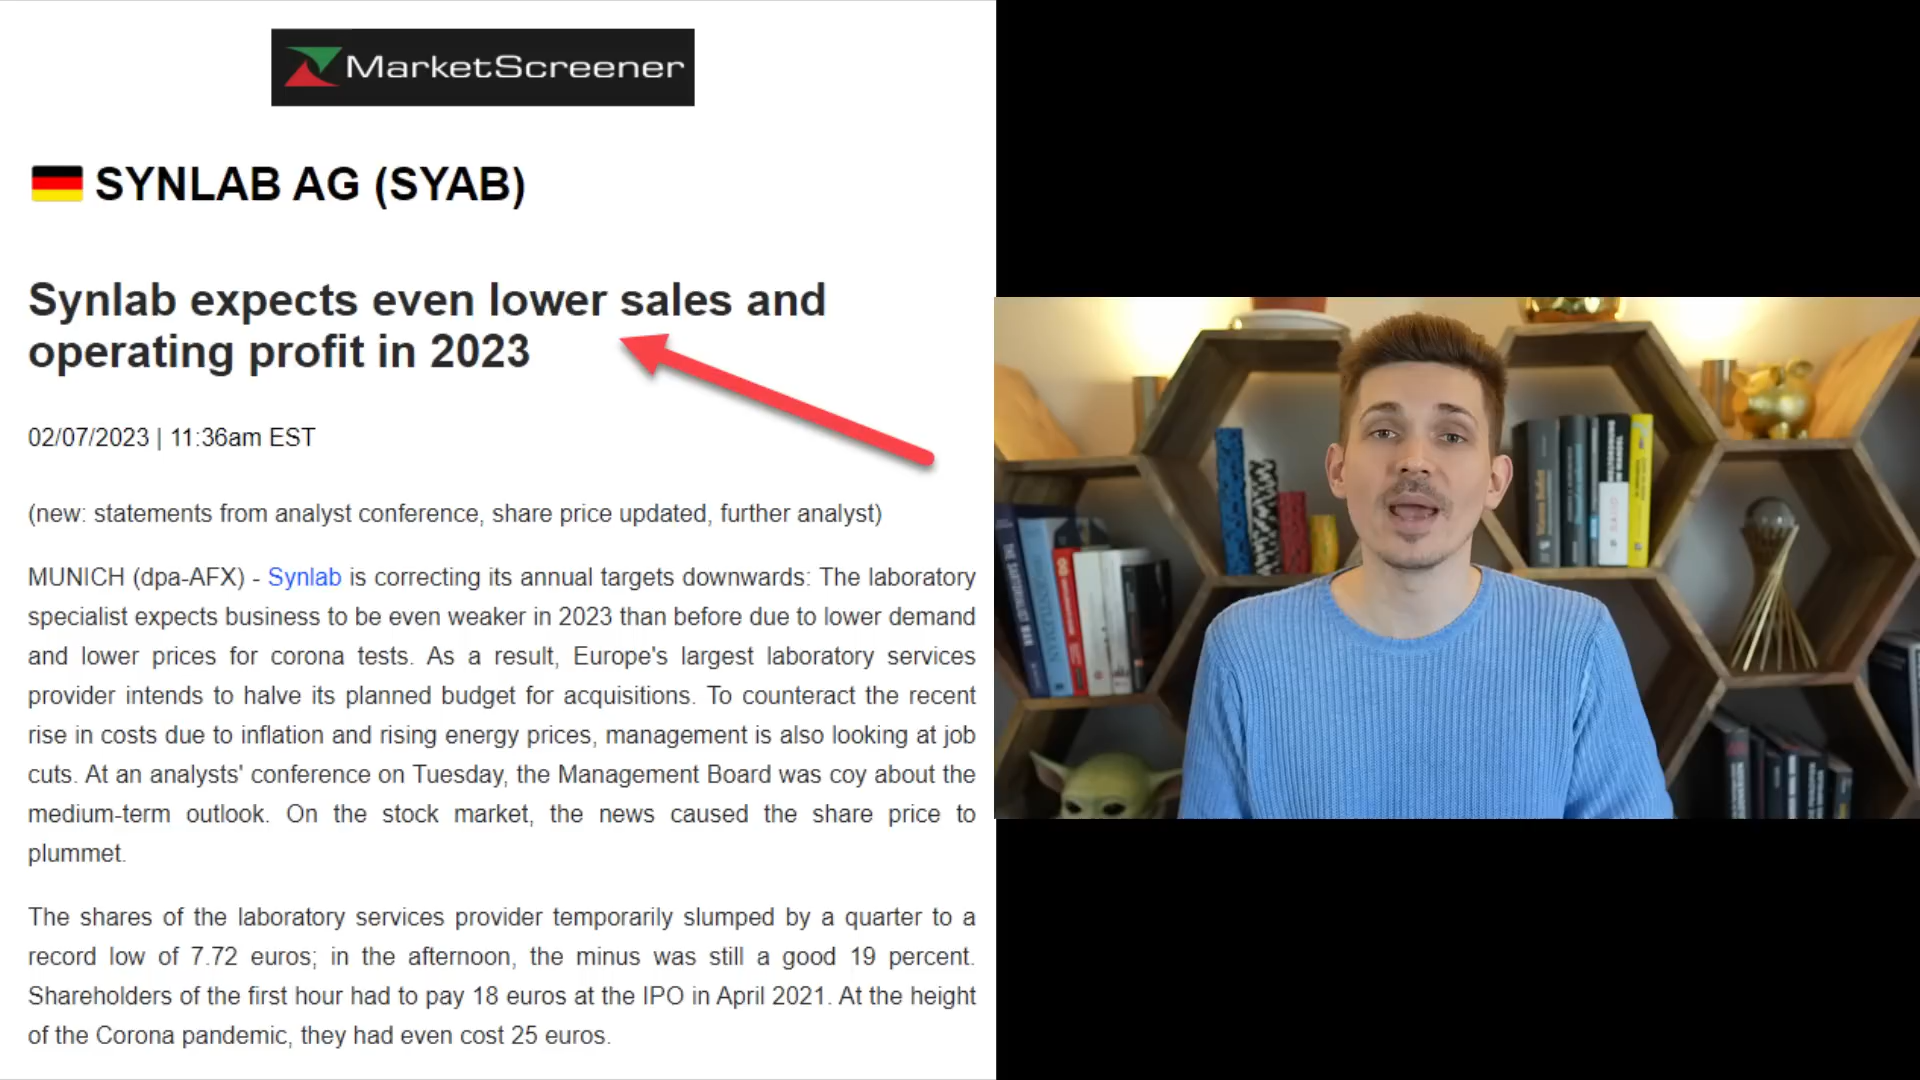 MarketScreener
SYNLAB AG (SYAB)
Synlab expects even lower sales and
operating profit in 2023
02/07/2023 | 11:36am EST
(new: statements from analyst conference, share price updated, further analyst)
MUNICH (dpa-AFX) - Synlab is correcting its annual targets downwards: The laboratory
specialist expects business to be even weaker in 2023 than before due to lower demand
and lower prices for corona tests. As a result, Europe's largest laboratory services
provider intends to halve its planned budget for acquisitions. To counteract the recent
rise in costs due to inflation and rising energy prices, management is also looking at job
cuts. At an analysts' conference on Tuesday, the Management Board was coy about the
medium-term outlook. On the stock market, the news caused the share price to
plummet.
The shares of the laboratory services provider temporarily slumped by a quarter to a
record low of 7.72 euros; in the afternoon, the minus was still a good 19 percent.
Shareholders of the first hour had to pay 18 euros at the IPO in April 2021. At the height
of the Corona pandemic, they had even cost 25 euros.